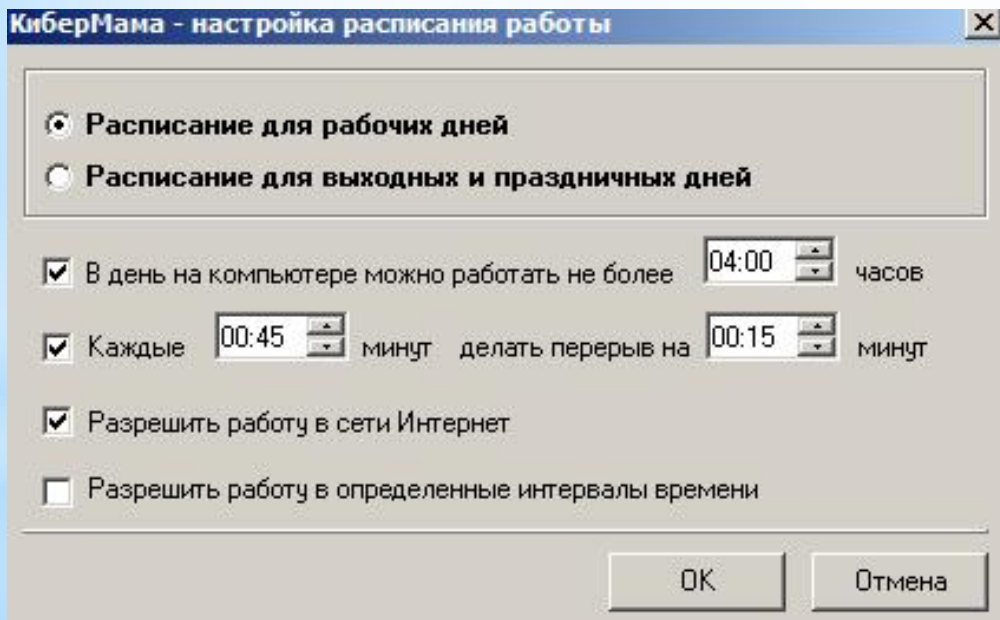 КиберМама - настройка расписания работы
Расписание для рабочих дней
Расписание для выходных и праздничных дней
В день на компьютере можно работать не более 04:00 часов
Каждые 00:45 минут делать перерыв на 00:15 минут
Разрешить работу в сети Интернет
Разрешить работу в определенные интервалы времени
OK Отмена